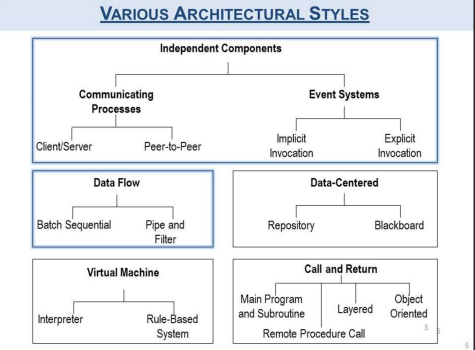 VARIOUS ARCHITECTURAL STYLES
Independent Components
Communicating
Processes
Event Systems
Client/Server
Peer-to-Peer
Implicit
Invocation
Explicit
Invocation
Data Flow
Batch Sequential
Pipe and
Filter
Data-Centered
Repository
Blackboard
Virtual Machine
Interpreter
Rule-Based
System
Call and Return
Main Program
and Subroutine
Layered
Object
Oriented
Remote Procedure Call
5
5
5